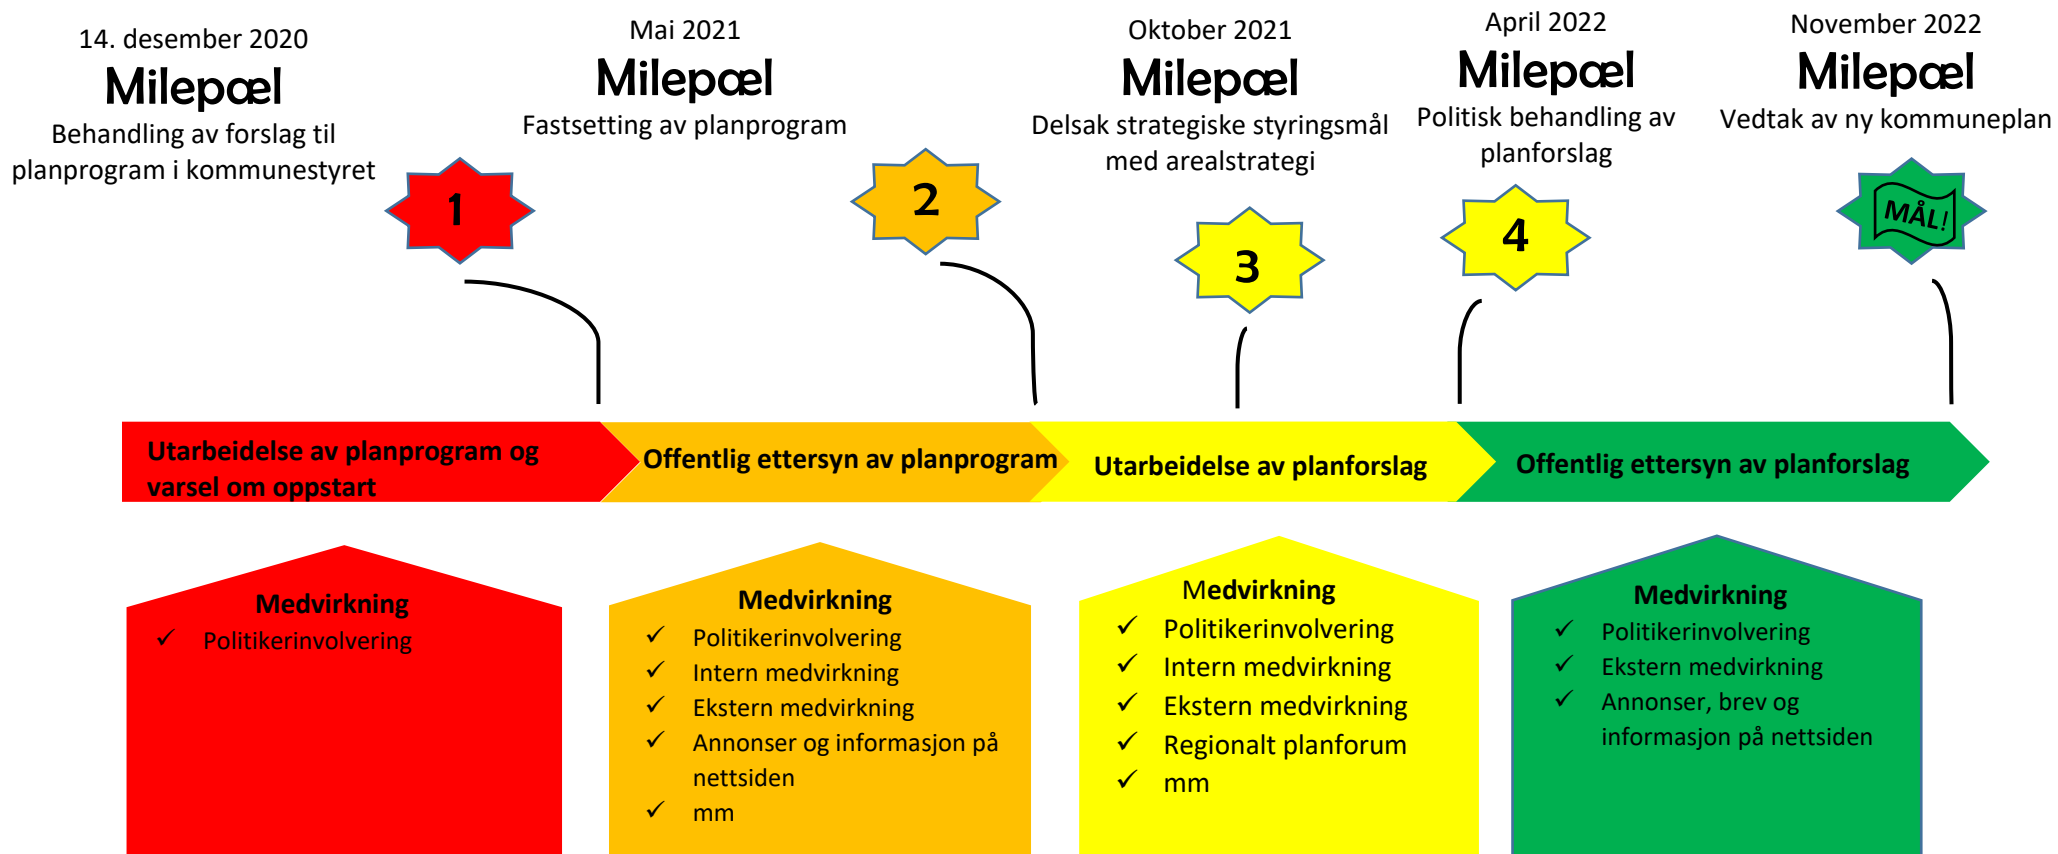 14. desember 2020
Milepæl
Behandling av forslag til
planprogram i kommunestyret
1
Mai 2021
Milepæl
Fastsetting av planprogram
2
Oktober 2021
Milepæl
Delsak strategiske styringsmål
med arealstrategi
3
April 2022
Milepæl
Politisk behandling av
planforslag
4
November 2022
Milepæl
Vedtak av ny kommuneplan
MÅL!
Utarbeidelse av planprogram og
varsel om oppstart
Offentlig ettersyn av planprogram
Utarbeidelse av planforslag
Offentlig ettersyn av planforslag
Medvirkning
✓ Politikerinvolvering
Medvirkning
✓ Politikerinvolvering
✓ Intern medvirkning
✓ Ekstern medvirkning
✓ Annonser og informasjon på
nettsiden
✓ mm
Medvirkning
✓ Politikerinvolvering
✓ Intern medvirkning
✓ Ekstern medvirkning
✓ Regionalt planforum
✓ mm
Medvirkning
✓ Politikerinvolvering
✓ Ekstern medvirkning
✓ Annonser, brev og
informasjon på nettsiden